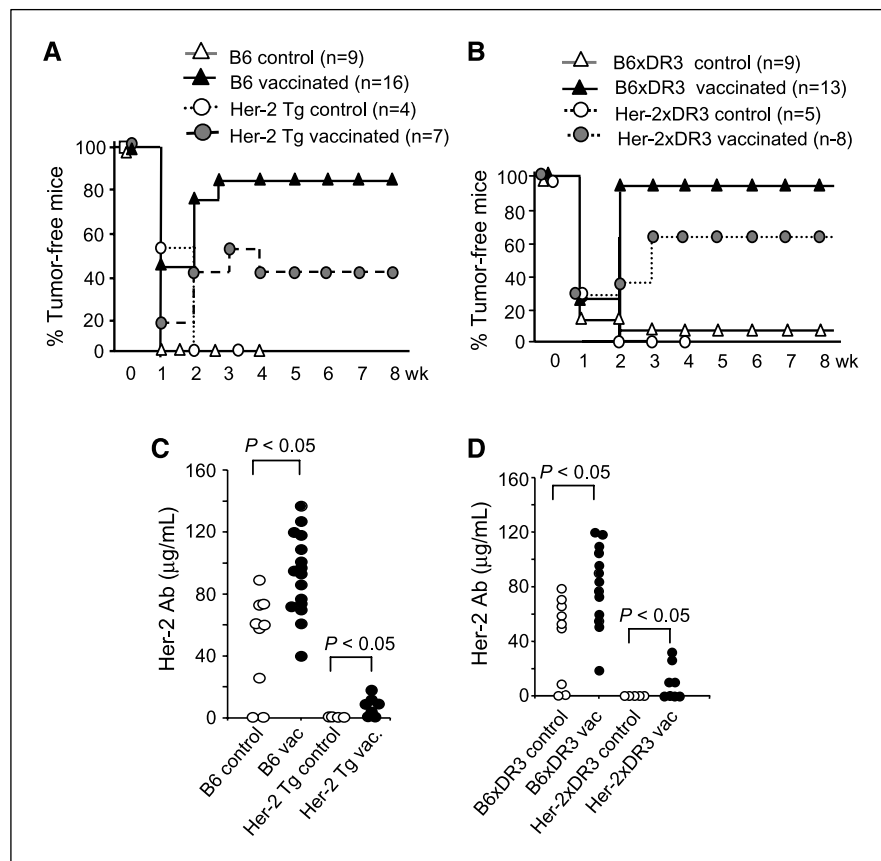 A
B6 control (n=9)
B6 vaccinated (n=16)
Her-2 Tg control (n=4)
Her-2 Tg vaccinated (n=7)
% Tumor-free mice
100
80
60
40
20
0
0 1 2 3 4 5 6 7 8 wk
B
B6xDR3 control (n=9)
B6xDR3 vaccinated (n=13)
Her-2xDR3 control (n=5)
Her-2xDR3 vaccinated (n-8)
% Tumor-free mice
100
80
60
40
20
0
0 1 2 3 4 5 6 7 8 wk
C
P < 0.05
Her-2 Ab (µg/mL)
160
120
80
40
0
P < 0.05
B6 control
B6 vac
Her-2 Tg control
Her-2 Tg vac.
D
P < 0.05
Her-2 Ab (µg/mL)
160
120
80
40
0
P < 0.05
B6xDR3 control
B6xDR3 vac
Her-2xDR3 control
Her-2xDR3 vac